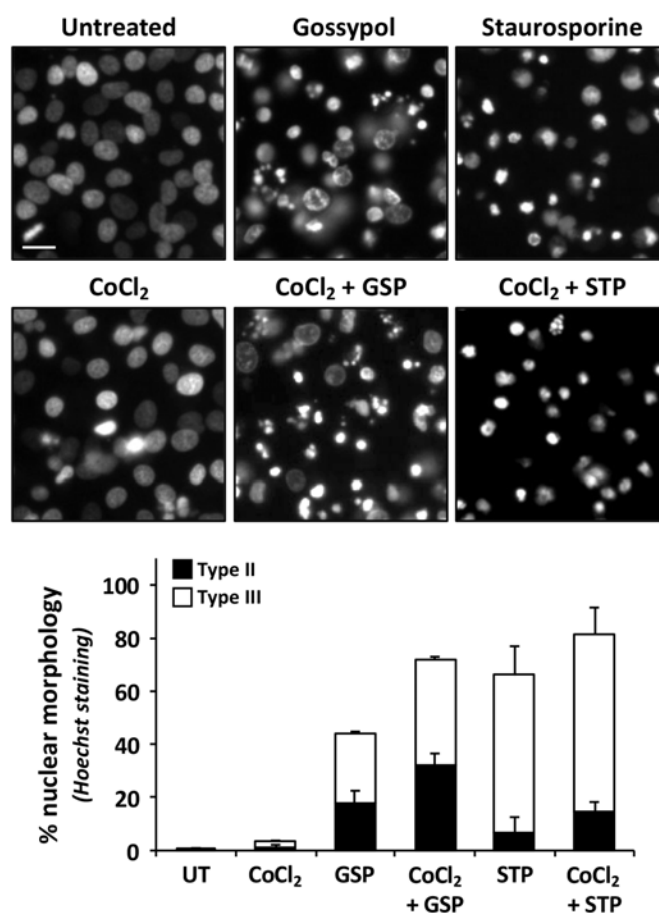 Untreated Gossypol Staurosporine
CoCl₂ CoCl₂ + GSP CoCl₂ + STP
% nuclear morphology
(Hoechst staining)
Type II
Type III
100
80
60
40
20
0
UT CoCl₂ GSP CoCl₂ STP CoCl₂
+ GSP + STP